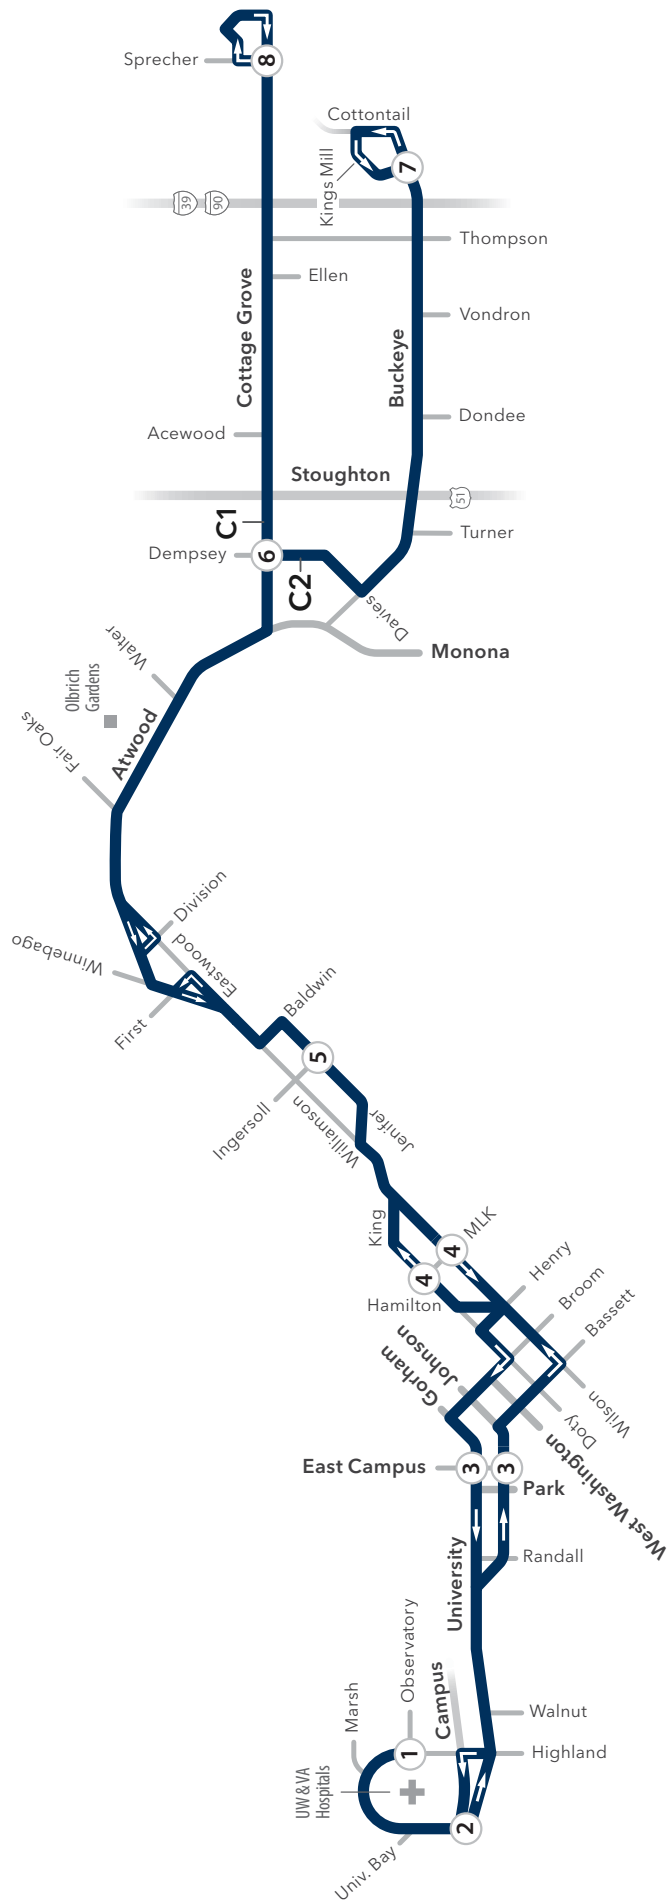 Sprecher
8
Cottontail
7
Kings Mill
39
90
Thompson
Ellen
Cottage Grove
Vondron
Buckeye
Dondee
Acewood
Stoughton
51
C1
Turner
Dempsey
6
C2
Davies
Monona
Walter
Olbrich
Gardens
Fair Oaks
Atwood
Division
Winnebago
Eastwood
First
Baldwin
5
Ingersoll
Williamson
Jenifer
King
MLK
4
4
Henry
Hamilton
Broom
Bassett
Johnson
Gorham
Wilson
Doty
West Washington
East Campus
3
3
Park
University
Randall
Observatory
Campus
Marsh
Walnut
1
Highland
UW & VA
Hospitals
2
Univ. Bay